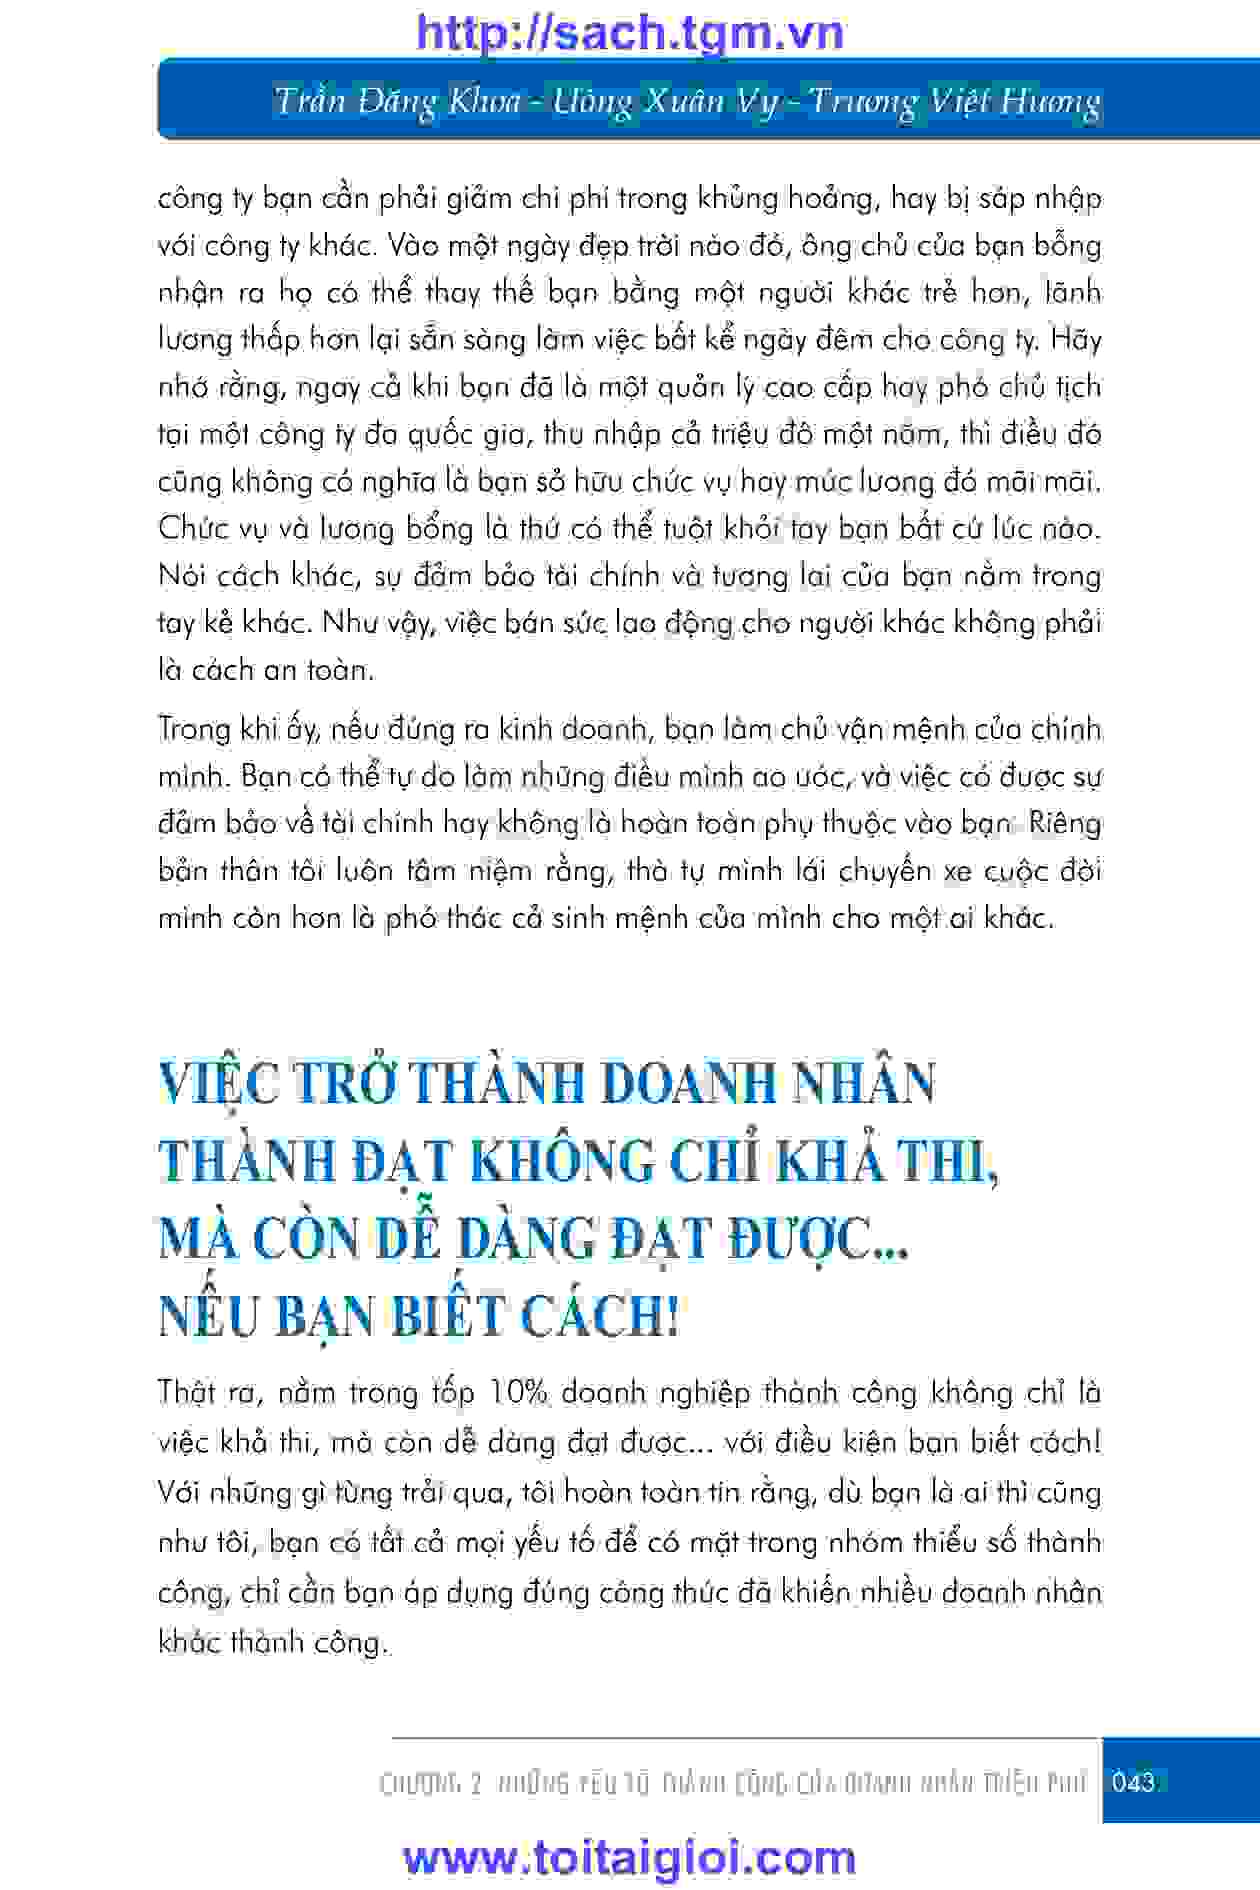 http://sach.tgm.vn
Trần Đăng Khoa - Uông Xuân Vy - Trương Việt Hương
công ty bạn cần phải giảm chi phí trong khủng hoảng, hay bị sáp nhập
với công ty khác. Vào một ngày đẹp trời nào đó, ông chủ của bạn bỗng
nhận ra họ có thể thay thế bạn bằng một người khác trẻ hơn, lãnh
lương thấp hơn lại sẵn sàng làm việc bất kể ngày đêm cho công ty. Hãy
nhớ rằng, ngay cả khi bạn đã là một quản lý cao cấp hay phó chủ tịch
tại một công ty đa quốc gia, thu nhập cả triệu đô một năm, thì điều đó
cũng không có nghĩa là bạn sở hữu chức vụ hay mức lương đó mãi mãi.
Chức vụ và lương bổng là thứ có thể tuột khỏi tay bạn bất cứ lúc nào.
Nói cách khác, sự đảm bảo tài chính và tương lai của bạn nằm trong
tay kẻ khác. Như vậy, việc bán sức lao động cho người khác không phải
là cách an toàn.
Trong khi ấy, nếu đứng ra kinh doanh, bạn làm chủ vận mệnh của chính
mình. Bạn có thể tự do làm những điều mình ao ước, và việc có được sự
đảm bảo về tài chính hay không là hoàn toàn phụ thuộc vào bạn. Riêng
bản thân tôi luôn tâm niệm rằng, thà tự mình lái chuyến xe cuộc đời
mình còn hơn là phó thác cả sinh mệnh của mình cho một ai khác.
VIỆC TRỞ THÀNH DOANH NHÂN
THÀNH ĐẠT KHÔNG CHỈ KHẢ THI,
MÀ CÒN DỄ DÀNG ĐẠT ĐƯỢC...
NẾU BẠN BIẾT CÁCH!
Thật ra, nằm trong tốp 10% doanh nghiệp thành công không chỉ là
việc khả thi, mà còn dễ dàng đạt được... với điều kiện bạn biết cách!
Với những gì từng trải qua, tôi hoàn toàn tin rằng, dù bạn là ai thì cũng
như tôi, bạn có tất cả mọi yếu tố để có mặt trong nhóm thiểu số thành
công, chỉ cần bạn áp dụng đúng công thức đã khiến nhiều doanh nhân
khác thành công.
CHƯƠNG 2: NHỮNG YẾU TỐ THÀNH CÔNG CỦA DOANH NHÂN TRIỆU PHÚ 043
www.toitaigioi.com